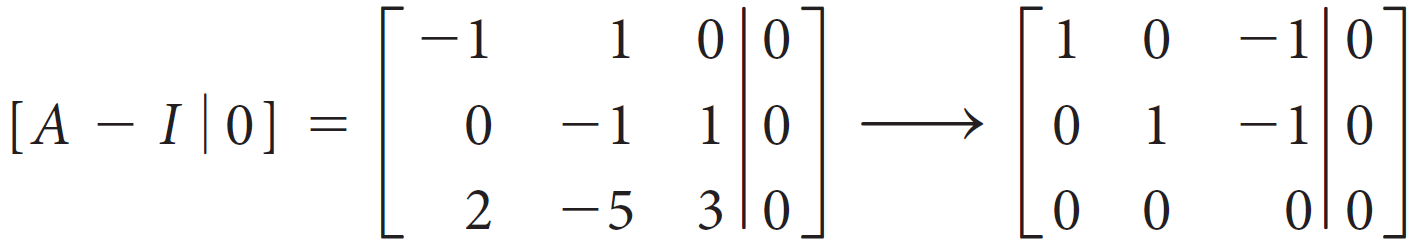 [A − I | 0] = [ −1 1 0 | 0 ; 0 −1 1 | 0 ; 2 −5 3 | 0 ] ⟶ [ 1 0 −1 | 0 ; 0 1 −1 | 0 ; 0 0 0 | 0 ]